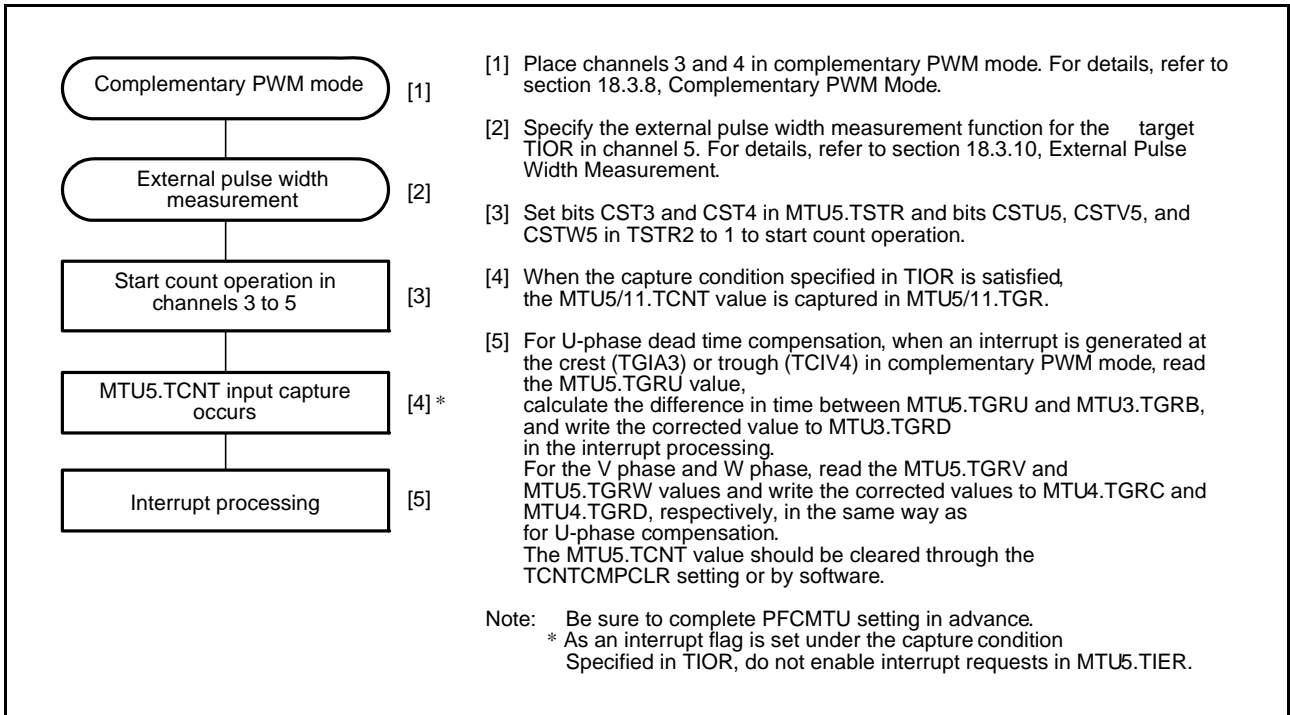 Complementary PWM mode
[1]
External pulse width
measurement
[2]
Start count operation in
channels 3 to 5
[3]
MTU5.TCNT input capture
occurs
[4] *
Interrupt processing
[5]
[1] Place channels 3 and 4 in complementary PWM mode. For details, refer to
section 18.3.8, Complementary PWM Mode.
[2] Specify the external pulse width measurement function for the target
TIOR in channel 5. For details, refer to section 18.3.10, External Pulse
Width Measurement.
[3] Set bits CST3 and CST4 in MTU5.TSTR and bits CSTU5, CSTV5, and
CSTW5 in TSTR2 to 1 to start count operation.
[4] When the capture condition specified in TIOR is satisfied,
the MTU5/11.TCNT value is captured in MTU5/11.TGR.
[5] For U-phase dead time compensation, when an interrupt is generated at
the crest (TGIA3) or trough (TCIV4) in complementary PWM mode, read
the MTU5.TGRU value,
calculate the difference in time between MTU5.TGRU and MTU3.TGRB,
and write the corrected value to MTU3.TGRD
in the interrupt processing.
For the V phase and W phase, read the MTU5.TGRV and
MTU5.TGRW values and write the corrected values to MTU4.TGRC and
MTU4.TGRD, respectively, in the same way as
for U-phase compensation.
The MTU5.TCNT value should be cleared through the
TCNTCMPCLR setting or by software.
Note: Be sure to complete PFCMTU setting in advance.
* As an interrupt flag is set under the capture condition
Specified in TIOR, do not enable interrupt requests in MTU5.TIER.